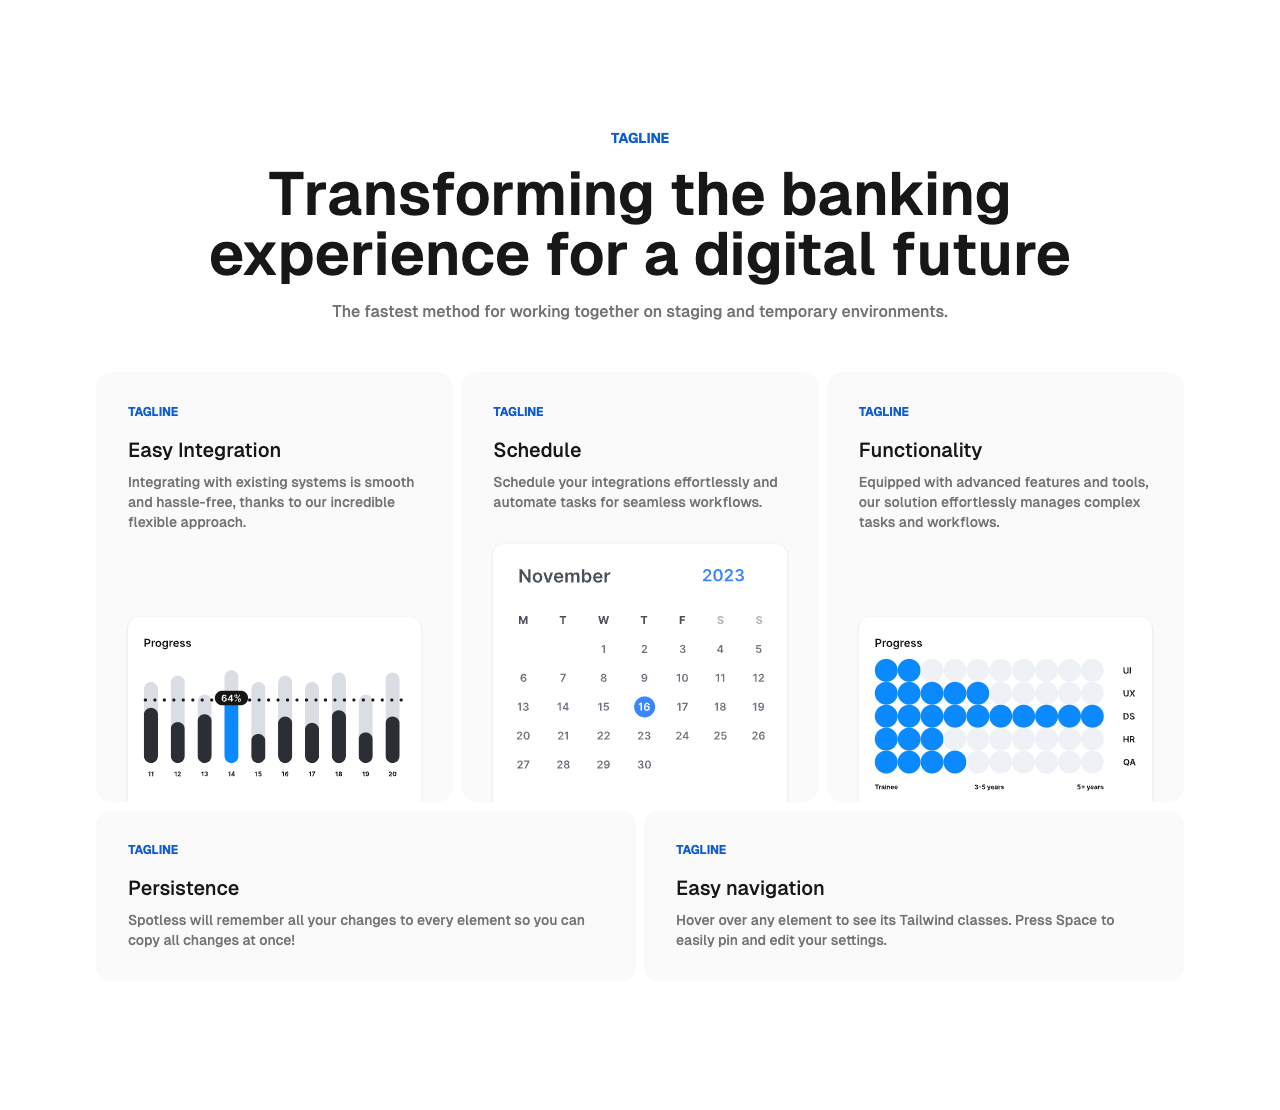 TAGLINE
Transforming the banking
experience for a digital future
The fastest method for working together on staging and temporary environments.
TAGLINE
Easy Integration
Integrating with existing systems is smooth
and hassle-free, thanks to our incredible
flexible approach.
Progress
64%
11 12 13 14 15 16 17 18 19 20
TAGLINE
Schedule
Schedule your integrations effortlessly and
automate tasks for seamless workflows.
November 2023
M T W T F S S
1 2 3 4 5
6 7 8 9 10 11 12
13 14 15 16 17 18 19
20 21 22 23 24 25 26
27 28 29 30
TAGLINE
Functionality
Equipped with advanced features and tools,
our solution effortlessly manages complex
tasks and workflows.
Progress
UI
UX
DS
HR
QA
Trainee 3-5 years 5+ years
TAGLINE
Persistence
Spotless will remember all your changes to every element so you can
copy all changes at once!
TAGLINE
Easy navigation
Hover over any element to see its Tailwind classes. Press Space to
easily pin and edit your settings.